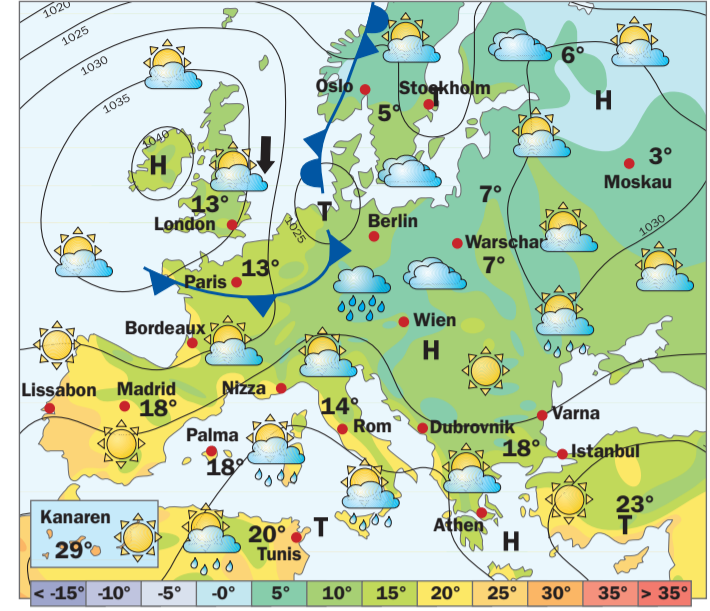 1020
1025
1030
1035
1040
H
Oslo
Stockholm
T
5°
6°
H
3°
Moskau
13°
London
T
1025
7°
Berlin
Warschau
7°
1030
13°
Paris
Bordeaux
Wien
H
Lissabon
Madrid
18°
Nizza
14°
Rom
Dubrovnik
Varna
Palma
18°
18°
Istanbul
Kanaren
29°
20°
Tunis
T
Athen
H
23°
T
< -15° -10° -5° -0° 5° 10° 15° 20° 25° 30° 35° > 35°